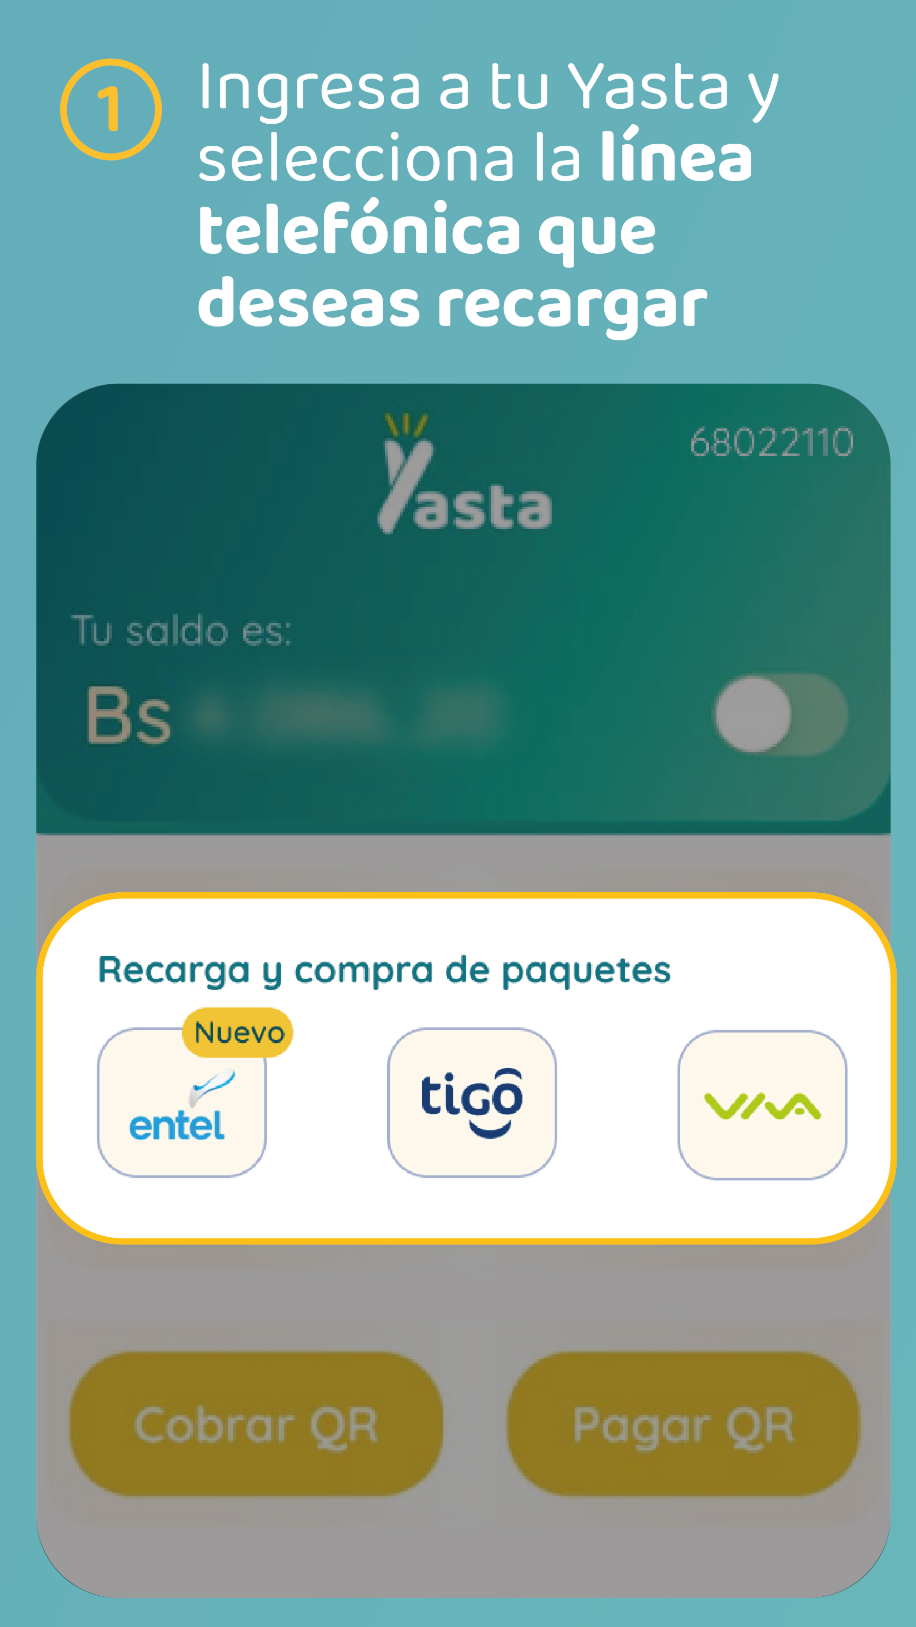 1
Ingresa a tu Yasta y
selecciona la línea
telefónica que
deseas recargar
Yasta
68022110
Tu saldo es:
Bs
Recarga y compra de paquetes
Nuevo
entel
tigo
VIVA
Cobrar QR
Pagar QR